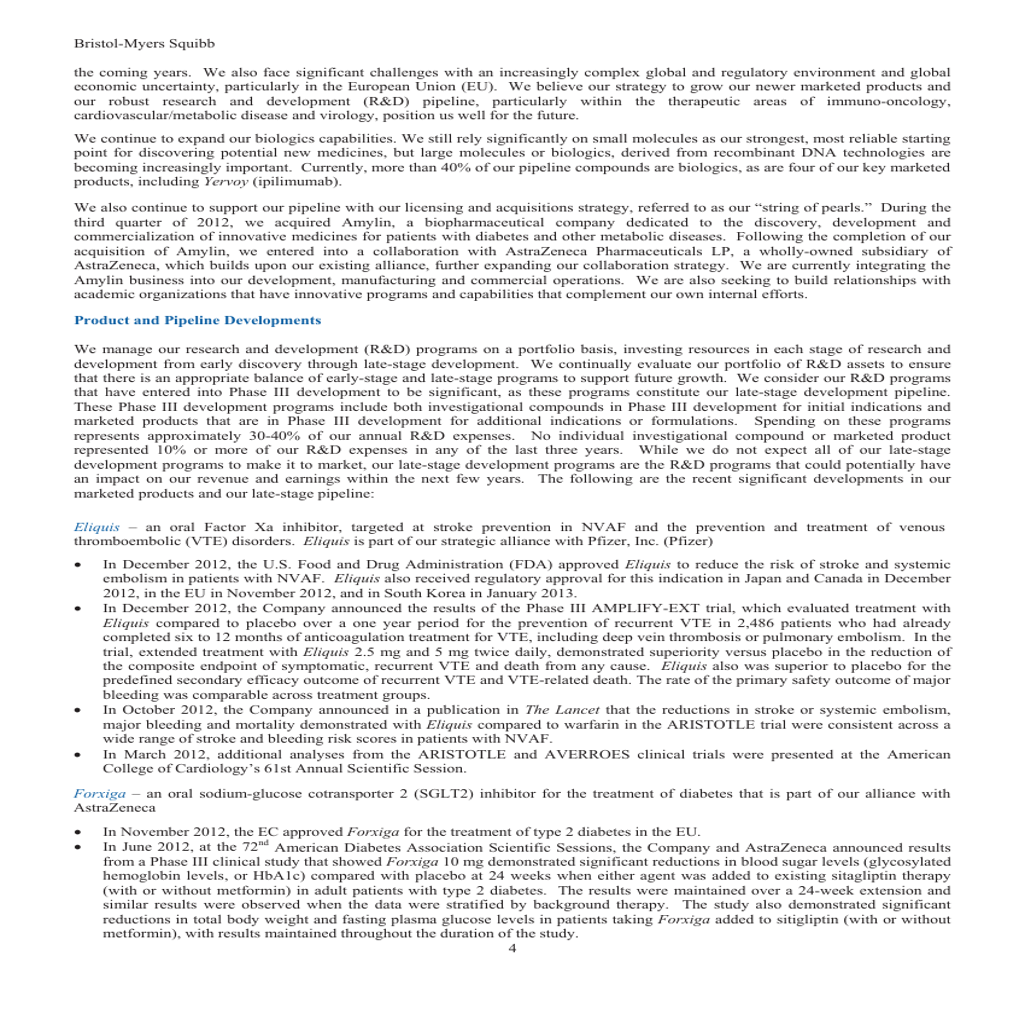 Bristol-Myers Squibb
the coming years. We also face significant challenges with an increasingly complex global and regulatory environment and global
economic uncertainty, particularly in the European Union (EU). We believe our strategy to grow our newer marketed products and
our robust research and development (R&D) pipeline, particularly within the therapeutic areas of immuno-oncology,
cardiovascular/metabolic disease and virology, position us well for the future.
We continue to expand our biologics capabilities. We still rely significantly on small molecules as our strongest, most reliable starting
point for discovering potential new medicines, but large molecules or biologics, derived from recombinant DNA technologies are
becoming increasingly important. Currently, more than 40% of our pipeline compounds are biologics, as are four of our key marketed
products, including Yervoy (ipilimumab).
We also continue to support our pipeline with our licensing and acquisitions strategy, referred to as our “string of pearls.” During the
third quarter of 2012, we acquired Amylin, a biopharmaceutical company dedicated to the discovery, development and
commercialization of innovative medicines for patients with diabetes and other metabolic diseases. Following the completion of our
acquisition of Amylin, we entered into a collaboration with AstraZeneca Pharmaceuticals LP, a wholly-owned subsidiary of
AstraZeneca, which builds upon our existing alliance, further expanding our collaboration strategy. We are currently integrating the
Amylin business into our development, manufacturing and commercial operations. We are also seeking to build relationships with
academic organizations that have innovative programs and capabilities that complement our own internal efforts.
Product and Pipeline Developments
We manage our research and development (R&D) programs on a portfolio basis, investing resources in each stage of research and
development from early discovery through late-stage development. We continually evaluate our portfolio of R&D assets to ensure
that there is an appropriate balance of early-stage and late-stage programs to support future growth. We consider our R&D programs
that have entered into Phase III development to be significant, as these programs constitute our late-stage development pipeline.
These Phase III development programs include both investigational compounds in Phase III development for initial indications and
marketed products that are in Phase III development for additional indications or formulations. Spending on these programs
represents approximately 30-40% of our annual R&D expenses. No individual investigational compound or marketed product
represented 10% or more of our R&D expenses in any of the last three years. While we do not expect all of our late-stage
development programs to make it to market, our late-stage development programs are the R&D programs that could potentially have
an impact on our revenue and earnings within the next few years. The following are the recent significant developments in our
marketed products and our late-stage pipeline:
Eliquis – an oral Factor Xa inhibitor, targeted at stroke prevention in NVAF and the prevention and treatment of venous
thromboembolic (VTE) disorders. Eliquis is part of our strategic alliance with Pfizer, Inc. (Pfizer)
• In December 2012, the U.S. Food and Drug Administration (FDA) approved Eliquis to reduce the risk of stroke and systemic
embolism in patients with NVAF. Eliquis also received regulatory approval for this indication in Japan and Canada in December
2012, in the EU in November 2012, and in South Korea in January 2013.
• In December 2012, the Company announced the results of the Phase III AMPLIFY-EXT trial, which evaluated treatment with
Eliquis compared to placebo over a one year period for the prevention of recurrent VTE in 2,486 patients who had already
completed six to 12 months of anticoagulation treatment for VTE, including deep vein thrombosis or pulmonary embolism. In the
trial, extended treatment with Eliquis 2.5 mg and 5 mg twice daily, demonstrated superiority versus placebo in the reduction of
the composite endpoint of symptomatic, recurrent VTE and death from any cause. Eliquis also was superior to placebo for the
predefined secondary efficacy outcome of recurrent VTE and VTE-related death. The rate of the primary safety outcome of major
bleeding was comparable across treatment groups.
• In October 2012, the Company announced in a publication in The Lancet that the reductions in stroke or systemic embolism,
major bleeding and mortality demonstrated with Eliquis compared to warfarin in the ARISTOTLE trial were consistent across a
wide range of stroke and bleeding risk scores in patients with NVAF.
• In March 2012, additional analyses from the ARISTOTLE and AVERROES clinical trials were presented at the American
College of Cardiology’s 61st Annual Scientific Session.
Forxiga – an oral sodium-glucose cotransporter 2 (SGLT2) inhibitor for the treatment of diabetes that is part of our alliance with
AstraZeneca
• In November 2012, the EC approved Forxiga for the treatment of type 2 diabetes in the EU.
• In June 2012, at the 72nd American Diabetes Association Scientific Sessions, the Company and AstraZeneca announced results
from a Phase III clinical study that showed Forxiga 10 mg demonstrated significant reductions in blood sugar levels (glycosylated
hemoglobin levels, or HbA1c) compared with placebo at 24 weeks when either agent was added to existing sitagliptin therapy
(with or without metformin) in adult patients with type 2 diabetes. The results were maintained over a 24-week extension and
similar results were observed when the data were stratified by background therapy. The study also demonstrated significant
reductions in total body weight and fasting plasma glucose levels in patients taking Forxiga added to sitigliptin (with or without
metformin), with results maintained throughout the duration of the study.
4